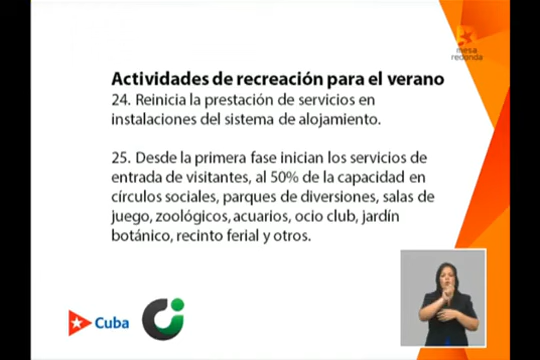 mesa
redonda
Actividades de recreación para el verano
24. Reinicia la prestación de servicios en
instalaciones del sistema de alojamiento.
25. Desde la primera fase inician los servicios de
entrada de visitantes, al 50% de la capacidad en
círculos sociales, parques de diversiones, salas de
juego, zoológicos, acuarios, ocio club, jardín
botánico, recinto ferial y otros.
Cuba